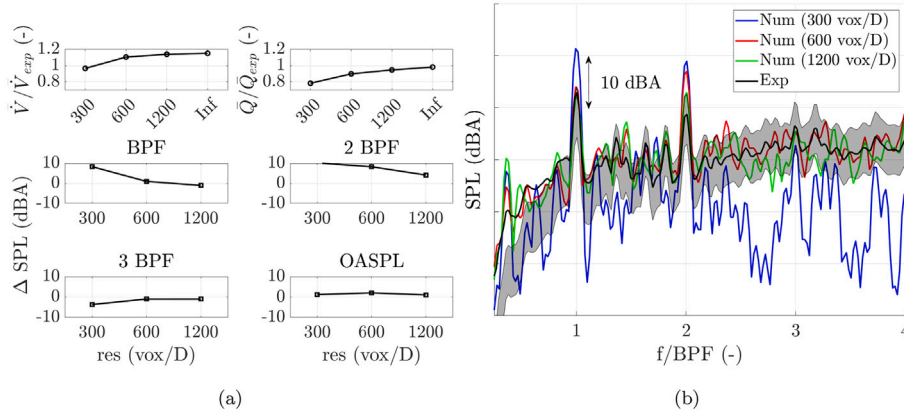 (a)
V̇/V̇exp (-)
1.2
1
0.8
300
600
1200
Inf
Q̄/Q̄exp (-)
1.2
1
0.8
300
600
1200
Inf
Δ SPL (dBA)
BPF
10
0
-10
300 600 1200
2 BPF
10
0
-10
300 600 1200
3 BPF
10
0
-10
300 600 1200
res (vox/D)
OASPL
10
0
-10
300 600 1200
res (vox/D)
(a)
(b)
SPL (dBA)
10 dBA
Num (300 vox/D)
Num (600 vox/D)
Num (1200 vox/D)
Exp
1 2 3 4
f/BPF (-)
(b)